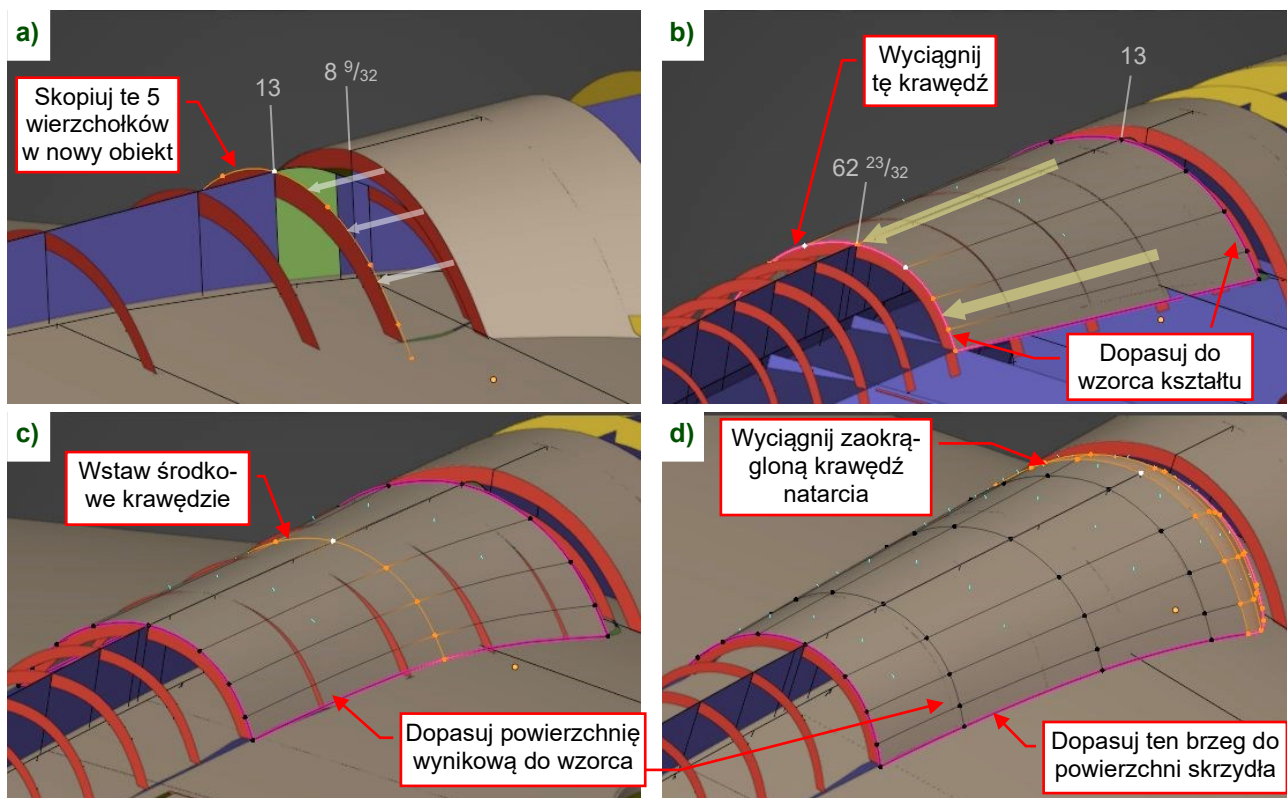 a)
Skopiuj te 5
wierzchołków
w nowy obiekt
13
8 9/32
b)
Wyciągnij
tę krawędź
13
62 23/32
Dopasuj do
wzorca kształtu
c)
Wstaw środko-
we krawędzie
Dopasuj powierzchnię
wynikową do wzorca
d)
Wyciągnij zaokrą-
gloną krawędź
natarcia
Dopasuj ten brzeg do
powierzchni skrzydła